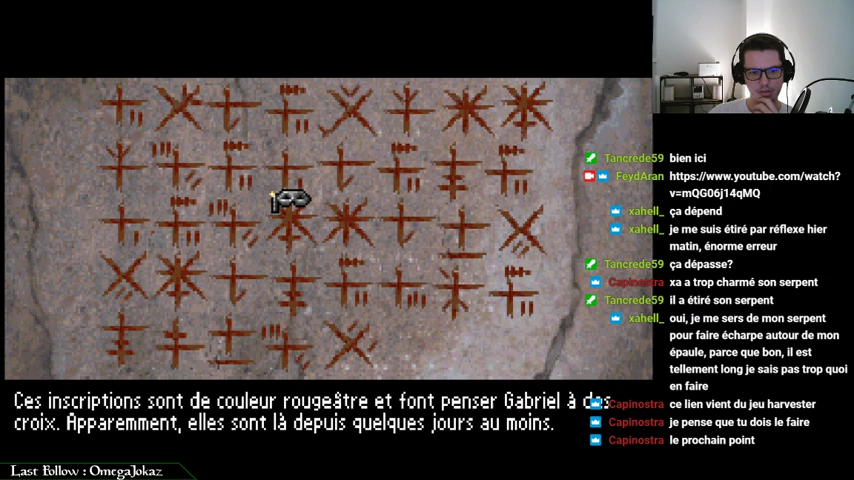 Tancrede59 bien ici
FeydAran https://www.youtube.com/watch?
v=mQG06j14qMQ
xahell_ ça dépend
xahell_ je me suis étiré par réflexe hier
matin, énorme erreur
Tancrede59 ça dépasse?
Capinostra xa a trop charmé son serpent
Tancrede59 il a étiré son serpent
xahell_ oui, je me sers de mon serpent
pour faire écharpe autour de mon
épaule, parce que bon, il est
tellement long je sais pas trop quoi
en faire
Capinostra ce lien vient du jeu harvester
Capinostra je pense que tu dois le faire
Capinostra le prochain point
Ces inscriptions sont de couleur rougeâtre et font penser Gabriel à des
croix. Apparemment, elles sont là depuis quelques jours au moins.
Last Follow : OmegaJokaz